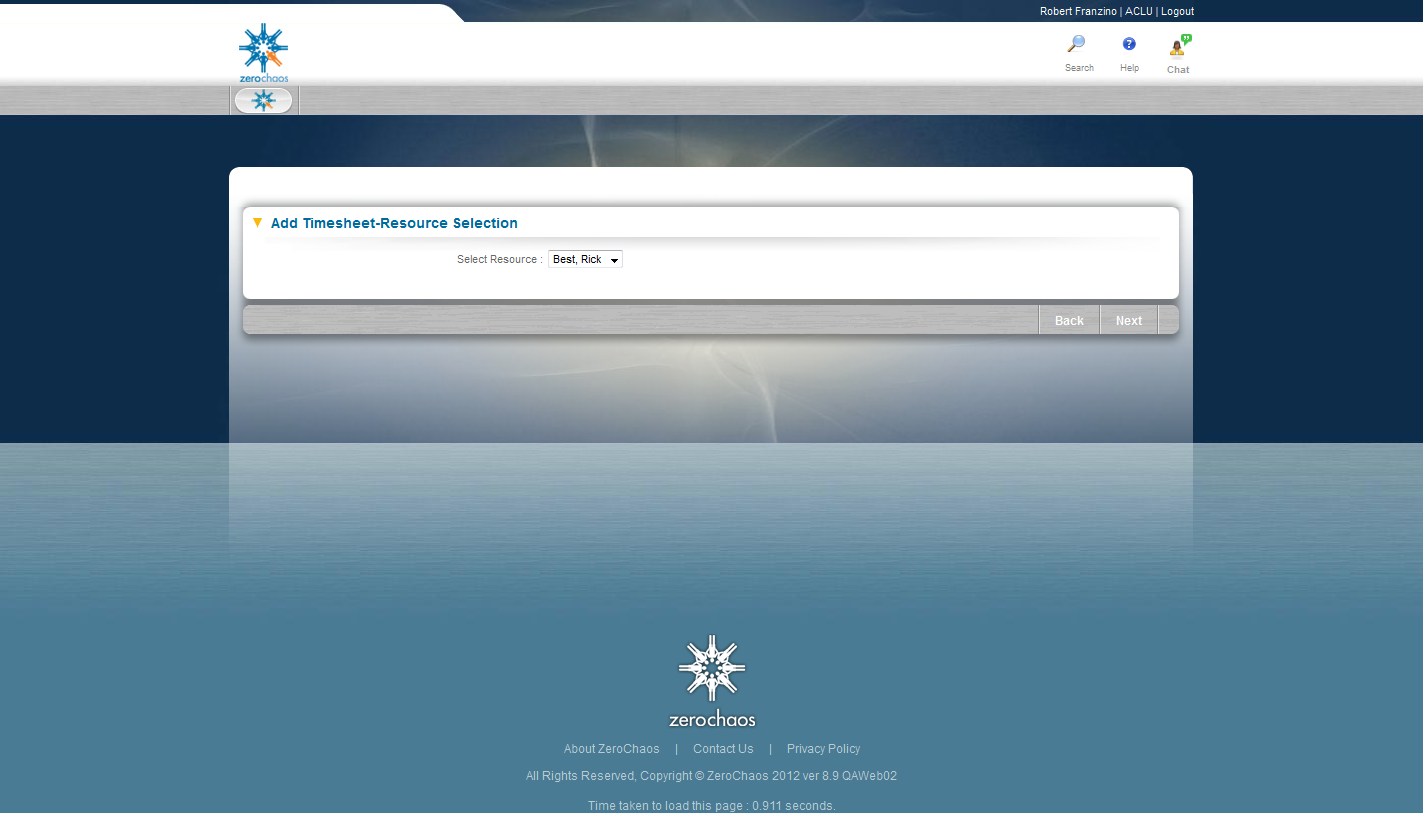 Robert Franzino | ACLU | Logout
zerochaos
Search Help Chat
Add Timesheet-Resource Selection
Select Resource : Best, Rick
Back Next
zerochaos
About ZeroChaos | Contact Us | Privacy Policy
All Rights Reserved, Copyright © ZeroChaos 2012 ver 8.9 QAWeb02
Time taken to load this page : 0.911 seconds.